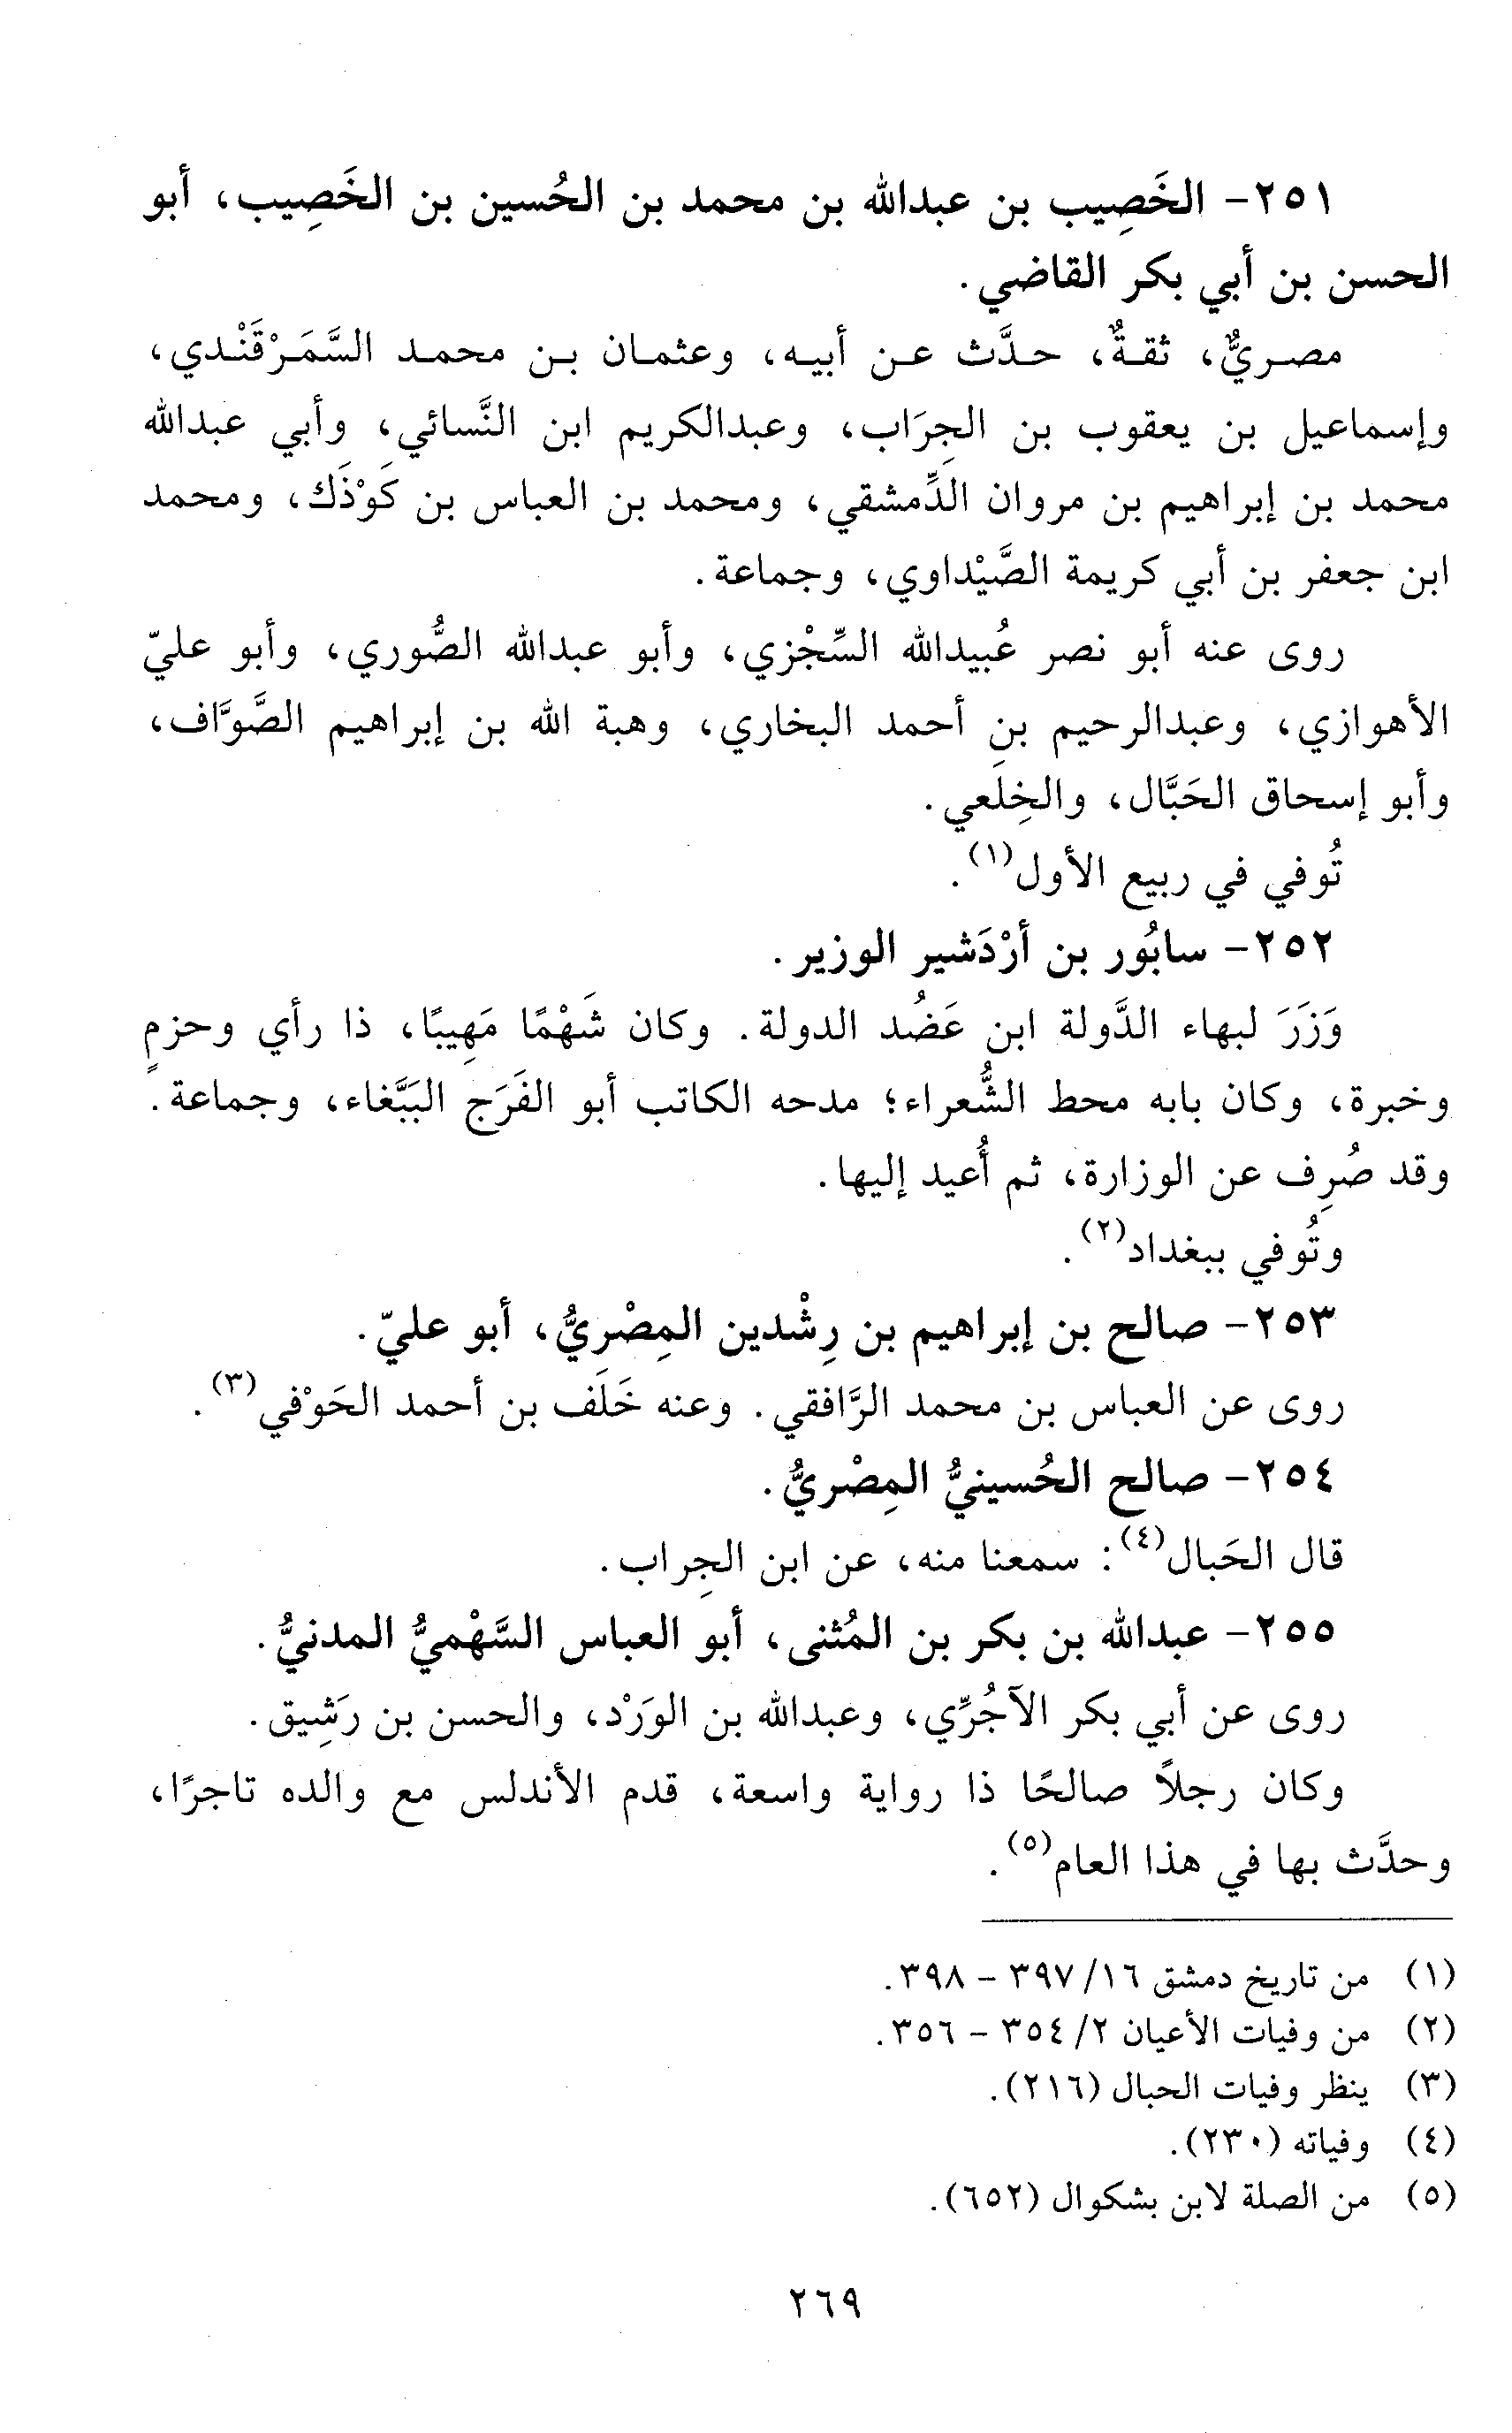 ٢٥١- الخَصِيب بن عبدالله بن محمد بن الحُسين بن الخَصِيب، أبو
الحسن بن أبي بكر القاضي.
مصريٌّ، ثقةٌ، حدَّث عن أبيه، وعثمان بن محمد السَّمَرْقَنْدي،
وإسماعيل بن يعقوب بن الجِرَاب، وعبدالكريم ابن النَّسائي، وأبي عبدالله
محمد بن إبراهيم بن مروان الدِّمشقي، ومحمد بن العباس بن كَوْذَك، ومحمد
ابن جعفر بن أبي كريمة الصَّيْداوي، وجماعة.
روى عنه أبو نصر عُبيدالله السِّجْزي، وأبو عبدالله الصُّوري، وأبو عليّ
الأهوازي، وعبدالرحيم بن أحمد البخاري، وهبة الله بن إبراهيم الصَّوَّاف،
وأبو إسحاق الحَبَّال، والخِلَعي.
تُوفي في ربيع الأول(١).
٢٥٢- سابُور بن أرْدَشير الوزير.
وَزَرَ لبهاء الدَّولة ابن عَضُد الدولة. وكان شَهْمًا مَهِيبًا، ذا رأي وحزمٍ
وخبرة، وكان بابه محط الشُّعراء؛ مدحه الكاتب أبو الفَرَج البَبَّغاء، وجماعة.
وقد صُرِف عن الوزارة، ثم أُعيد إليها.
وتُوفي ببغداد(٢).
٢٥٣- صالح بن إبراهيم بن رِشْدين المِصْريُّ، أبو عليّ.
روى عن العباس بن محمد الرَّافقي. وعنه خَلَف بن أحمد الحَوْفي(٣).
٢٥٤- صالح الحُسينيُّ المِصْريُّ.
قال الحَبال(٤): سمعنا منه، عن ابن الجِراب.
٢٥٥- عبدالله بن بكر بن المُثنى، أبو العباس السَّهْميُّ المدنيُّ.
روى عن أبي بكر الآجُرِّي، وعبدالله بن الوَرْد، والحسن بن رَشِيق.
وكان رجلاً صالحًا ذا رواية واسعة، قدم الأندلس مع والده تاجرًا،
وحدَّث بها في هذا العام(٥).
(١) من تاريخ دمشق ١٦/ ٣٩٧ – ٣٩٨.
(٢) من وفيات الأعيان ٢/ ٣٥٤ – ٣٥٦.
(٣) ينظر وفيات الحبال (٢١٦).
(٤) وفياته (٢٣٠).
(٥) من الصلة لابن بشكوال (٦٥٢).
٢٦٩